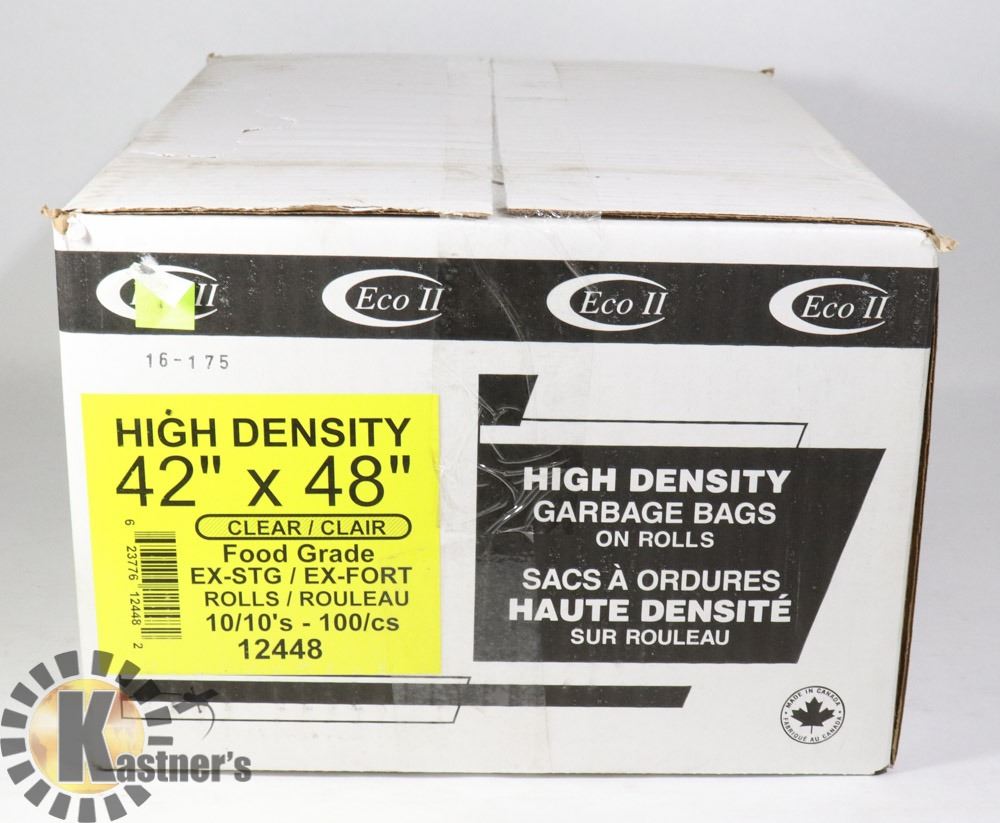 II
Eco II
Eco II
Eco II
16-175
HIGH DENSITY
42" x 48"
CLEAR / CLAIR
Food Grade
EX-STG / EX-FORT
ROLLS / ROULEAU
10/10's - 100/cs
12448
6 23776 12448 2
HIGH DENSITY
GARBAGE BAGS
ON ROLLS
SACS À ORDURES
HAUTE DENSITÉ
SUR ROULEAU
MADE IN CANADA
FABRIQUÉ AU CANADA
Kastner's